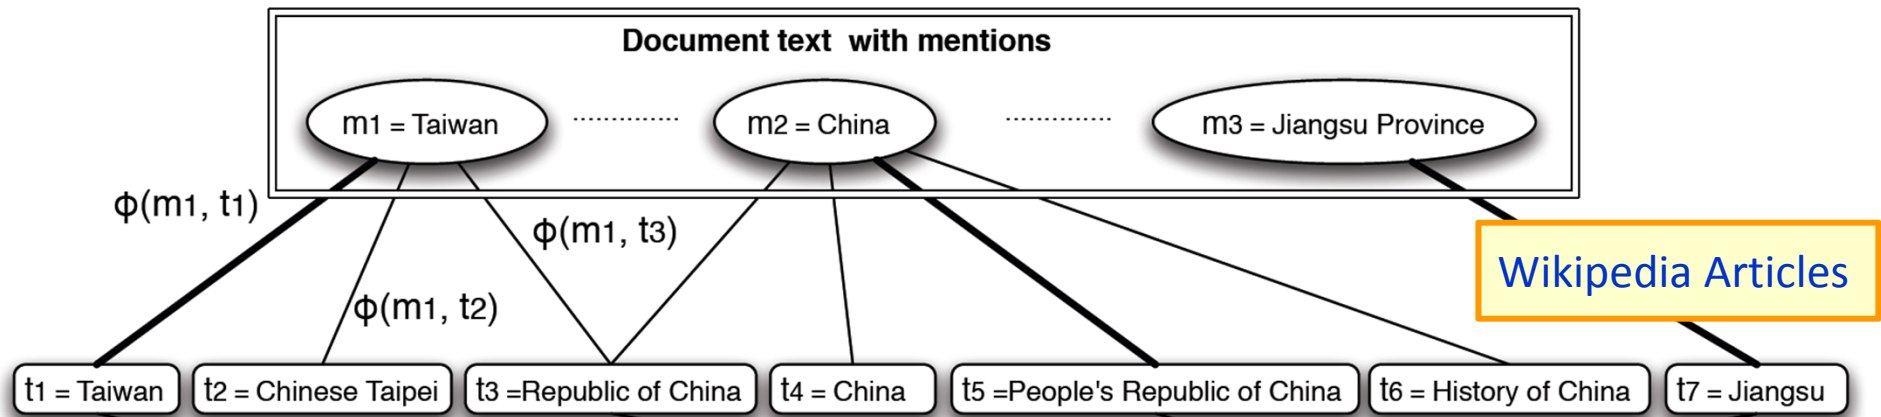 Document text with mentions
m1 = Taiwan
m2 = China
m3 = Jiangsu Province
ϕ(m1, t1)
ϕ(m1, t3)
ϕ(m1, t2)
Wikipedia Articles
t1 = Taiwan
t2 = Chinese Taipei
t3 =Republic of China
t4 = China
t5 =People's Republic of China
t6 = History of China
t7 = Jiangsu